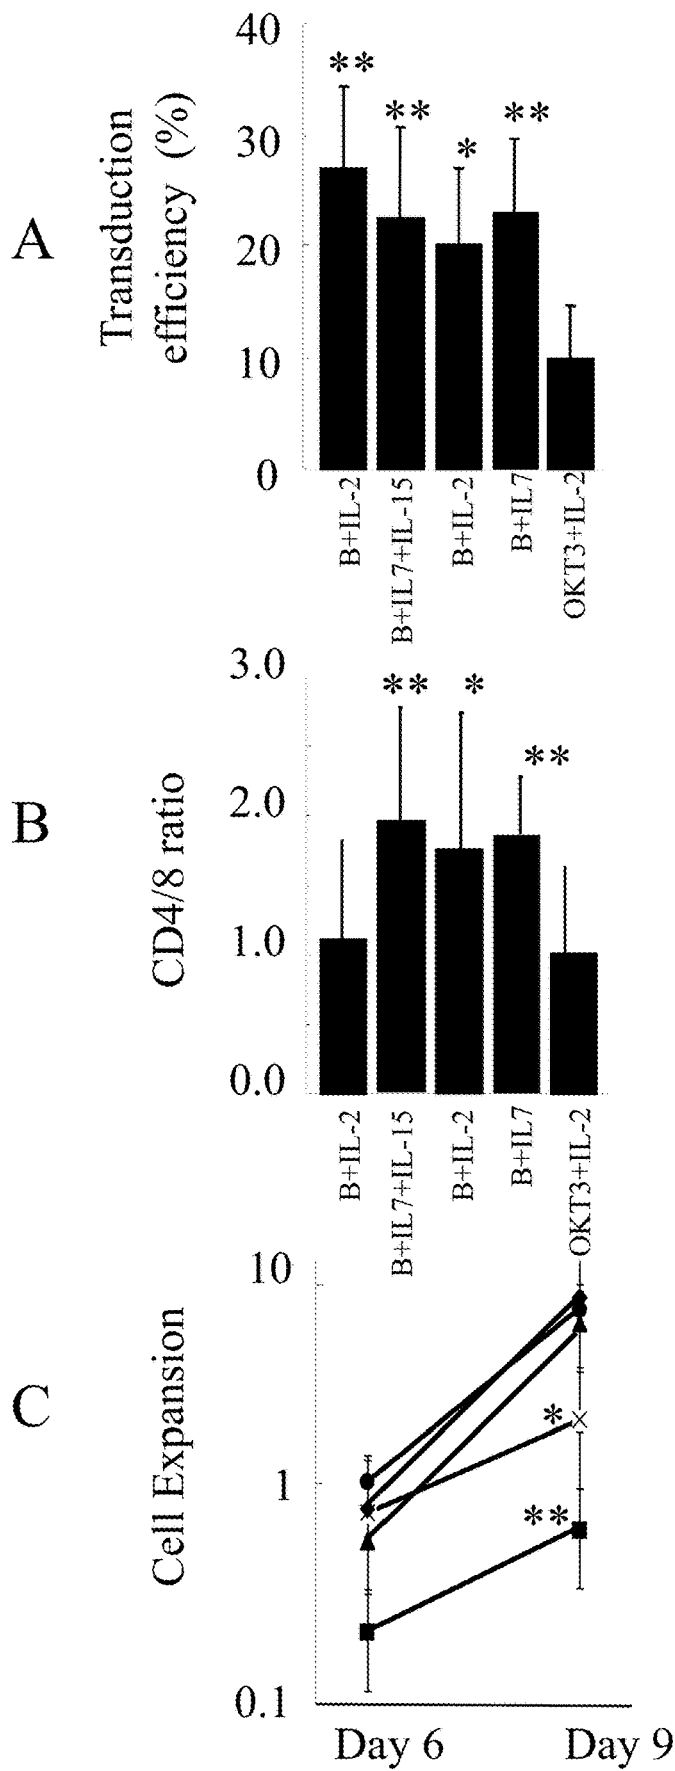 A
Transduction
efficiency (%)
40
30
20
10
0
**
**
*
**
B+IL-2
B+IL7+IL-15
B+IL-2
B+IL7
OKT3+IL-2
B
CD4/8 ratio
3.0
2.0
1.0
0.0
**
*
**
B+IL-2
B+IL7+IL-15
B+IL-2
B+IL7
OKT3+IL-2
C
Cell Expansion
10
1
0.1
*
**
Day 6
Day 9